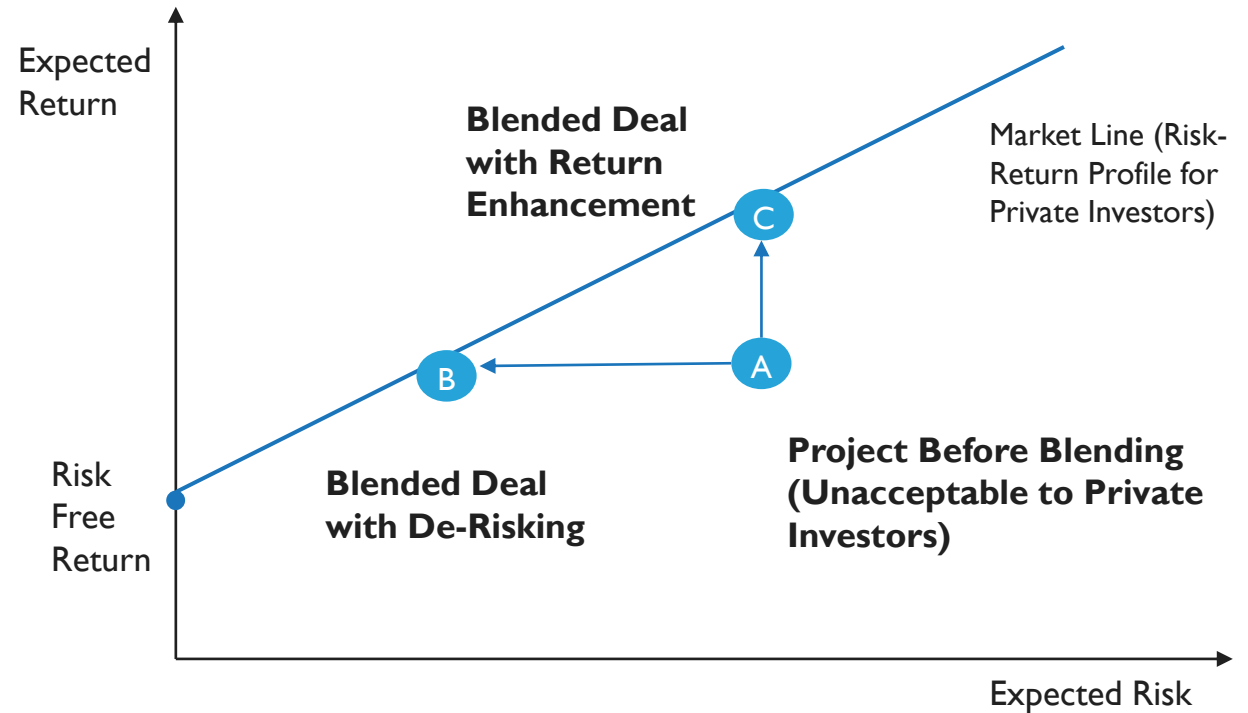 Expected
Return
Blended Deal
with Return
Enhancement
Market Line (Risk-
Return Profile for
Private Investors)
C
B
A
Risk
Free
Return
Blended Deal
with De-Risking
Project Before Blending
(Unacceptable to Private
Investors)
Expected Risk